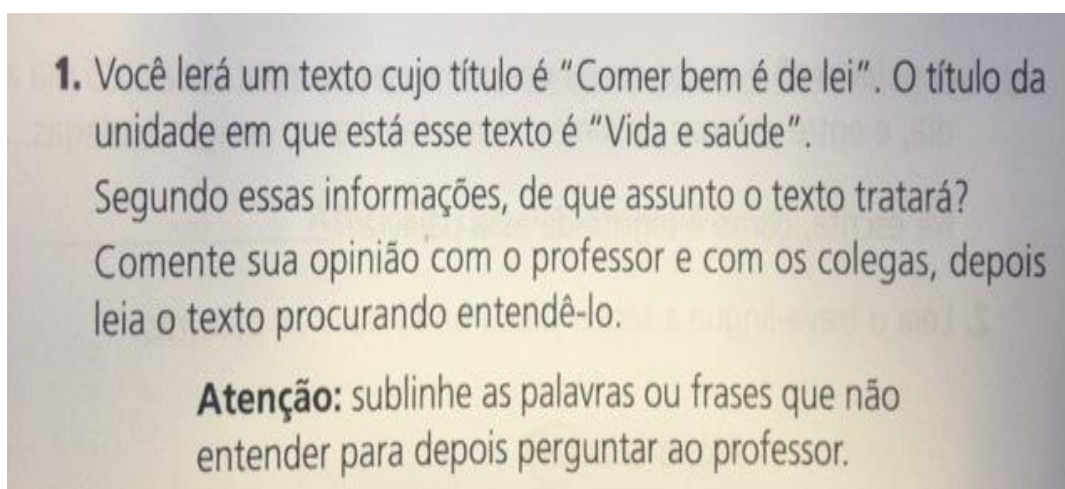 1. Você lerá um texto cujo título é “Comer bem é de lei”. O título da
unidade em que está esse texto é “Vida e saúde”.
Segundo essas informações, de que assunto o texto tratará?
Comente sua opinião com o professor e com os colegas, depois
leia o texto procurando entendê-lo.
Atenção: sublinhe as palavras ou frases que não
entender para depois perguntar ao professor.